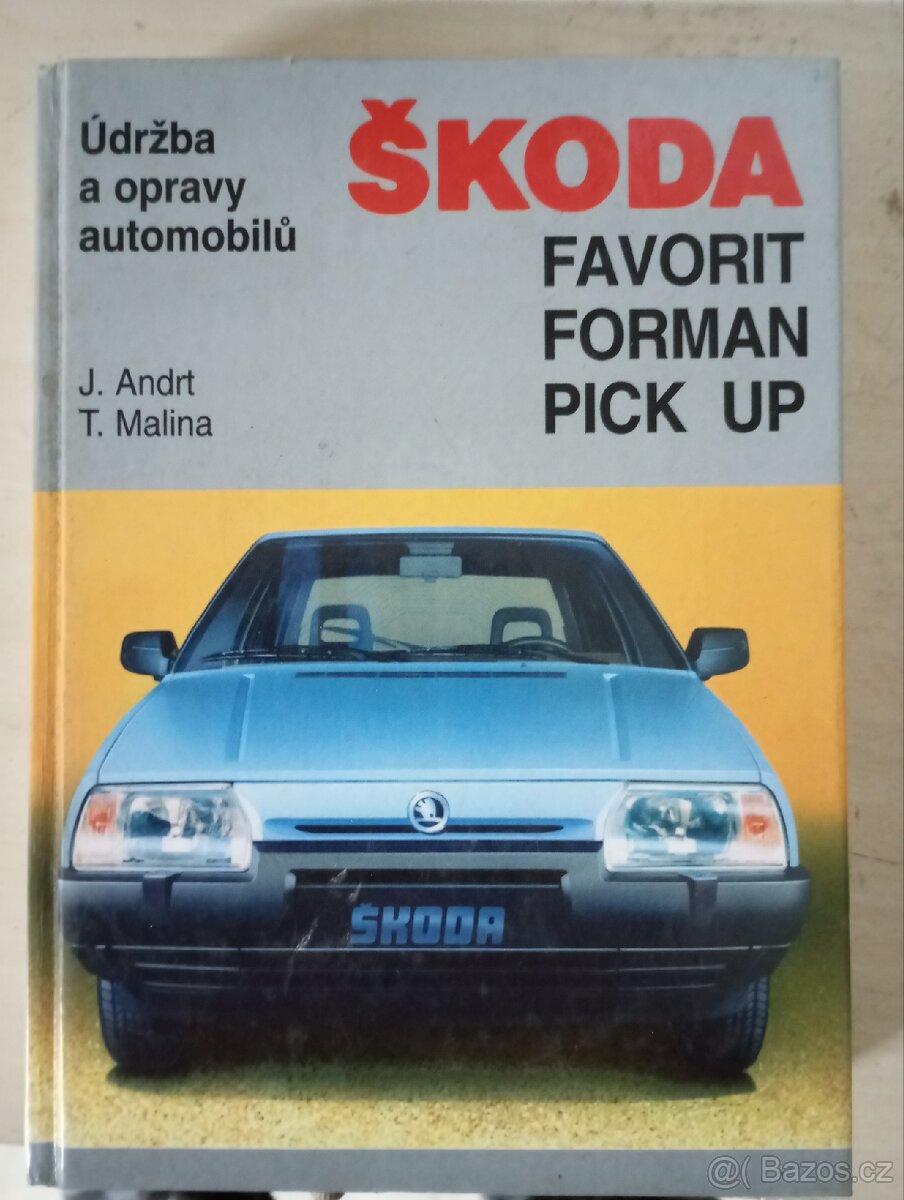 Údržba
a opravy
automobilů
J. Andrt
T. Malina
ŠKODA
FAVORIT
FORMAN
PICK UP
ŠKODA
@( Bazos.cz